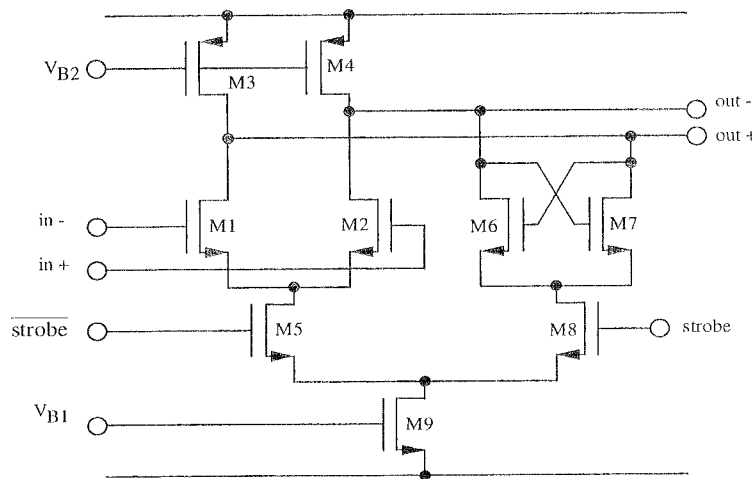 V_B2
M3
M4
out -
out +
in -
M1
M2
M6
M7
in +
strobe
M5
M8
strobe
V_B1
M9